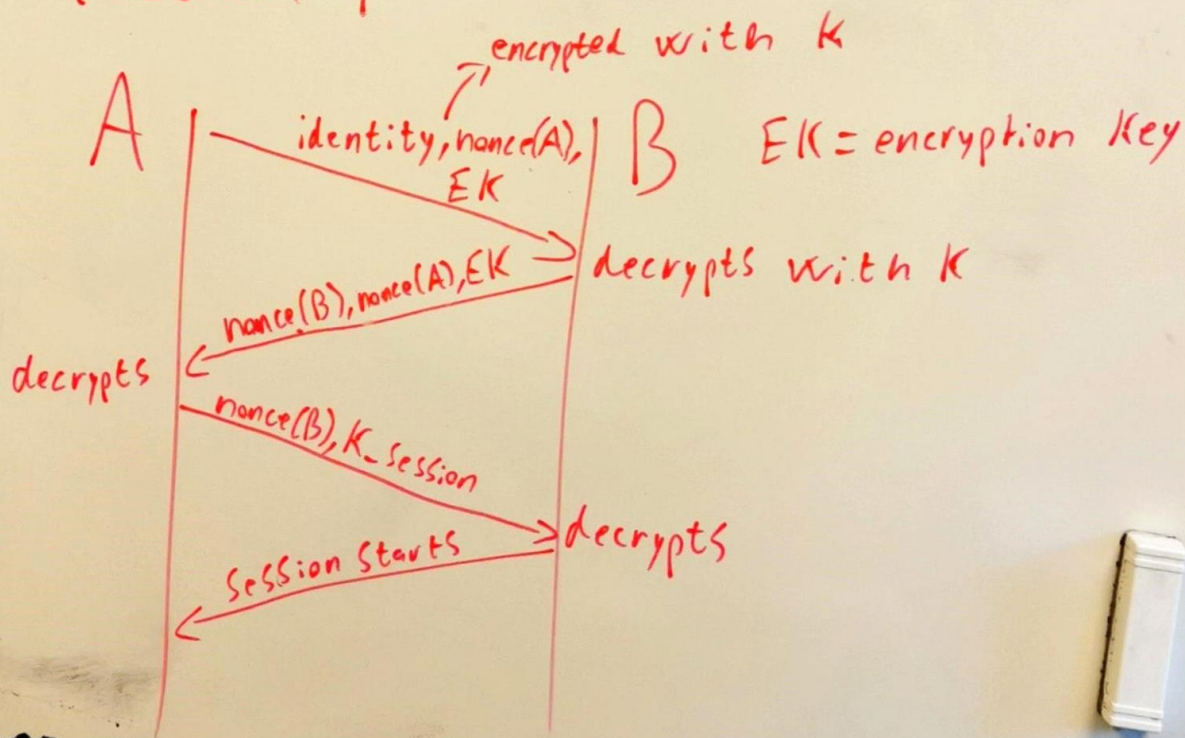 encrypted with K
A
identity, nonce(A),
EK
B
EK = encryption Key
decrypts with K
nonce(B), nonce(A), EK
decrypts
nonce(B), K_session
decrypts
Session Starts